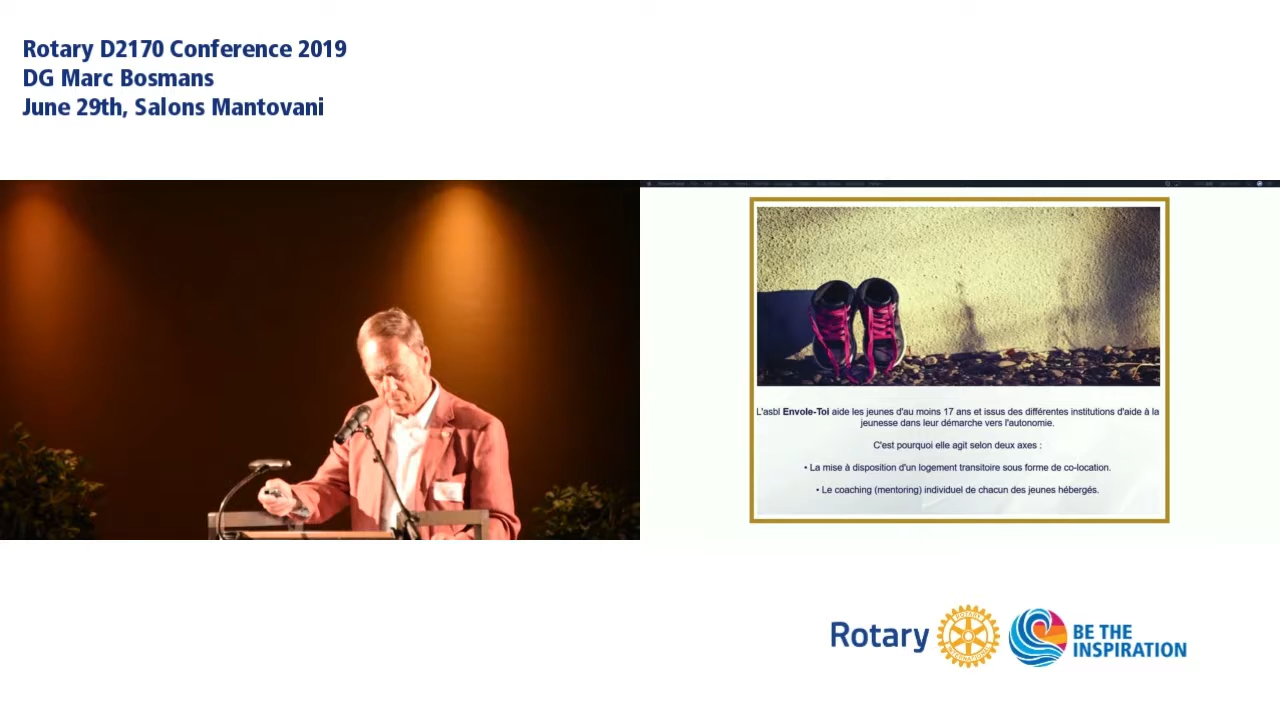 Rotary D2170 Conference 2019
DG Marc Bosmans
June 29th, Salons Mantovani
L'asbl Envole-Toi aide les jeunes d'au moins 17 ans et issus des différentes institutions d'aide à la
jeunesse dans leur démarche vers l'autonomie.
C'est pourquoi elle agit selon deux axes :
• La mise à disposition d'un logement transitoire sous forme de co-location.
• Le coaching (mentoring) individuel de chacun des jeunes hébergés.
Rotary
ROTARY
INTERNATIONAL
BE THE
INSPIRATION